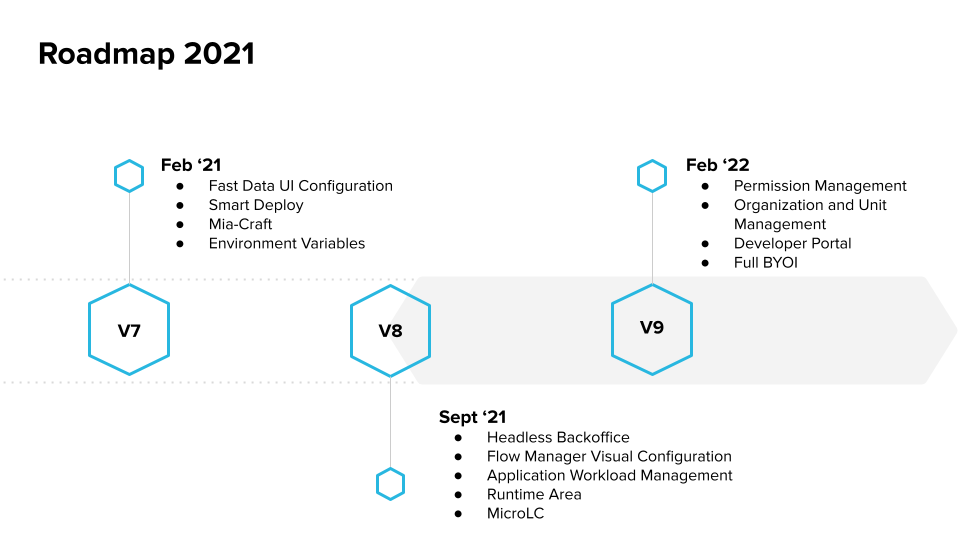 Roadmap 2021
Feb ‘21
● Fast Data UI Configuration
● Smart Deploy
● Mia-Craft
● Environment Variables
Feb ‘22
● Permission Management
● Organization and Unit
Management
● Developer Portal
● Full BYOI
V7
V8
V9
Sept ‘21
● Headless Backoffice
● Flow Manager Visual Configuration
● Application Workload Management
● Runtime Area
● MicroLC